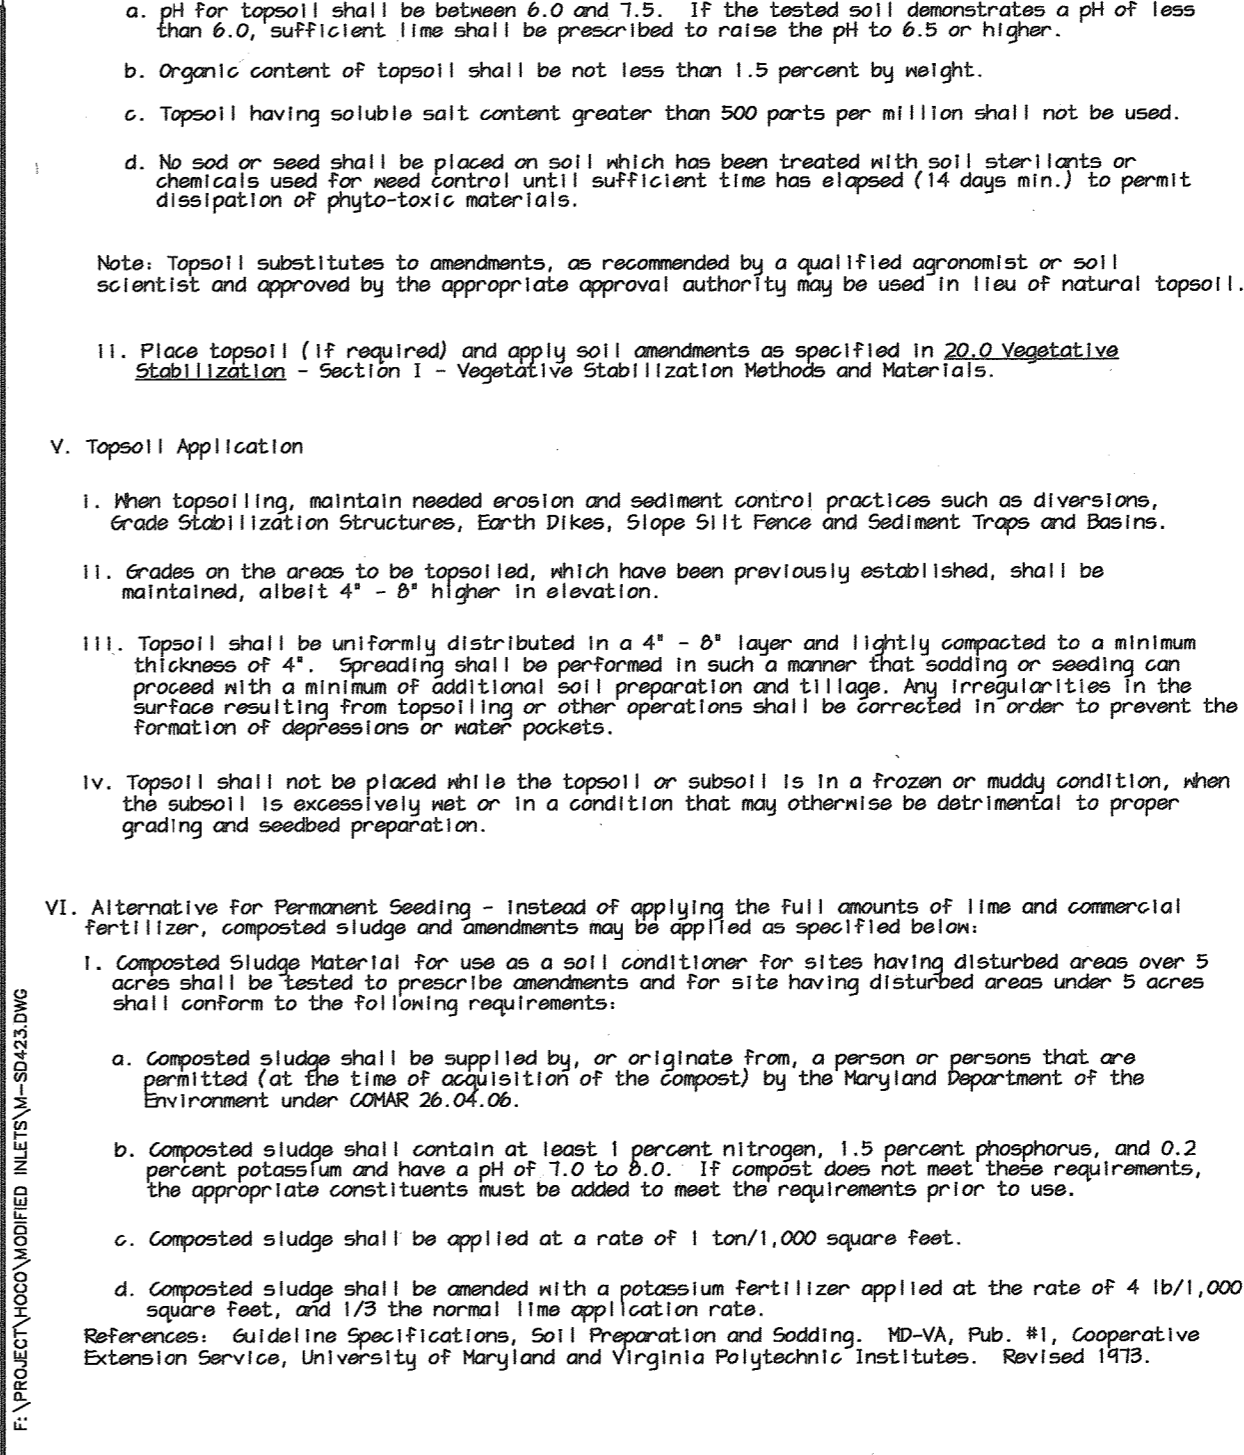 a. pH for topsoil shall be between 6.0 and 7.5. If the tested soil demonstrates a pH of less
than 6.0, sufficient lime shall be prescribed to raise the pH to 6.5 or higher.
b. Organic content of topsoil shall be not less than 1.5 percent by weight.
c. Topsoil having soluble salt content greater than 500 parts per million shall not be used.
d. No sod or seed shall be placed on soil which has been treated with soil sterilants or
chemicals used for weed control until sufficient time has elapsed (14 days min.) to permit
dissipation of phyto-toxic materials.
Note: Topsoil substitutes to amendments, as recommended by a qualified agronomist or soil
scientist and approved by the appropriate approval authority may be used in lieu of natural topsoil.
ii. Place topsoil (if required) and apply soil amendments as specified in 20.0 Vegetative
Stabilization - Section I - Vegetative Stabilization Methods and Materials.
V. Topsoil Application
i. When topsoiling, maintain needed erosion and sediment control practices such as diversions,
Grade Stabilization Structures, Earth Dikes, Slope Silt Fence and Sediment Traps and Basins.
ii. Grades on the areas to be topsoiled, which have been previously established, shall be
maintained, albeit 4" - 8" higher in elevation.
iii. Topsoil shall be uniformly distributed in a 4" - 8" layer and lightly compacted to a minimum
thickness of 4". Spreading shall be performed in such a manner that sodding or seeding can
proceed with a minimum of additional soil preparation and tillage. Any irregularities in the
surface resulting from topsoiling or other operations shall be corrected in order to prevent the
formation of depressions or water pockets.
iv. Topsoil shall not be placed while the topsoil or subsoil is in a frozen or muddy condition, when
the subsoil is excessively wet or in a condition that may otherwise be detrimental to proper
grading and seedbed preparation.
VI. Alternative for Permanent Seeding - Instead of applying the full amounts of lime and commercial
fertilizer, composted sludge and amendments may be applied as specified below:
i. Composted Sludge Material for use as a soil conditioner for sites having disturbed areas over 5
acres shall be tested to prescribe amendments and for site having disturbed areas under 5 acres
shall conform to the following requirements:
a. Composted sludge shall be supplied by, or originate from, a person or persons that are
permitted (at the time of acquisition of the compost) by the Maryland Department of the
Environment under COMAR 26.04.06.
b. Composted sludge shall contain at least 1 percent nitrogen, 1.5 percent phosphorus, and 0.2
percent potassium and have a pH of 7.0 to 8.0. If compost does not meet these requirements,
the appropriate constituents must be added to meet the requirements prior to use.
c. Composted sludge shall be applied at a rate of 1 ton/1,000 square feet.
d. Composted sludge shall be amended with a potassium fertilizer applied at the rate of 4 lb/1,000
square feet, and 1/3 the normal lime application rate.
References: Guideline Specifications, Soil Preparation and Sodding. MD-VA, Pub. #1, Cooperative
Extension Service, University of Maryland and Virginia Polytechnic Institutes. Revised 1973.
F:\PROJECT\HOCO\MODIFIED INLETS\M-SD423.DWG